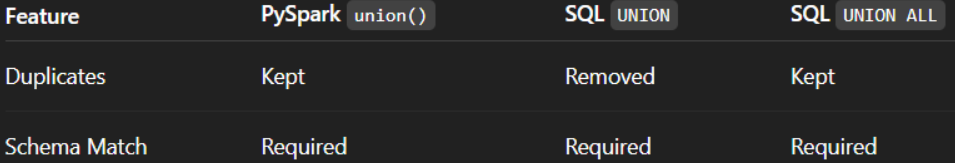 Feature PySpark union() SQL UNION SQL UNION ALL
Duplicates Kept Removed Kept
Schema Match Required Required Required